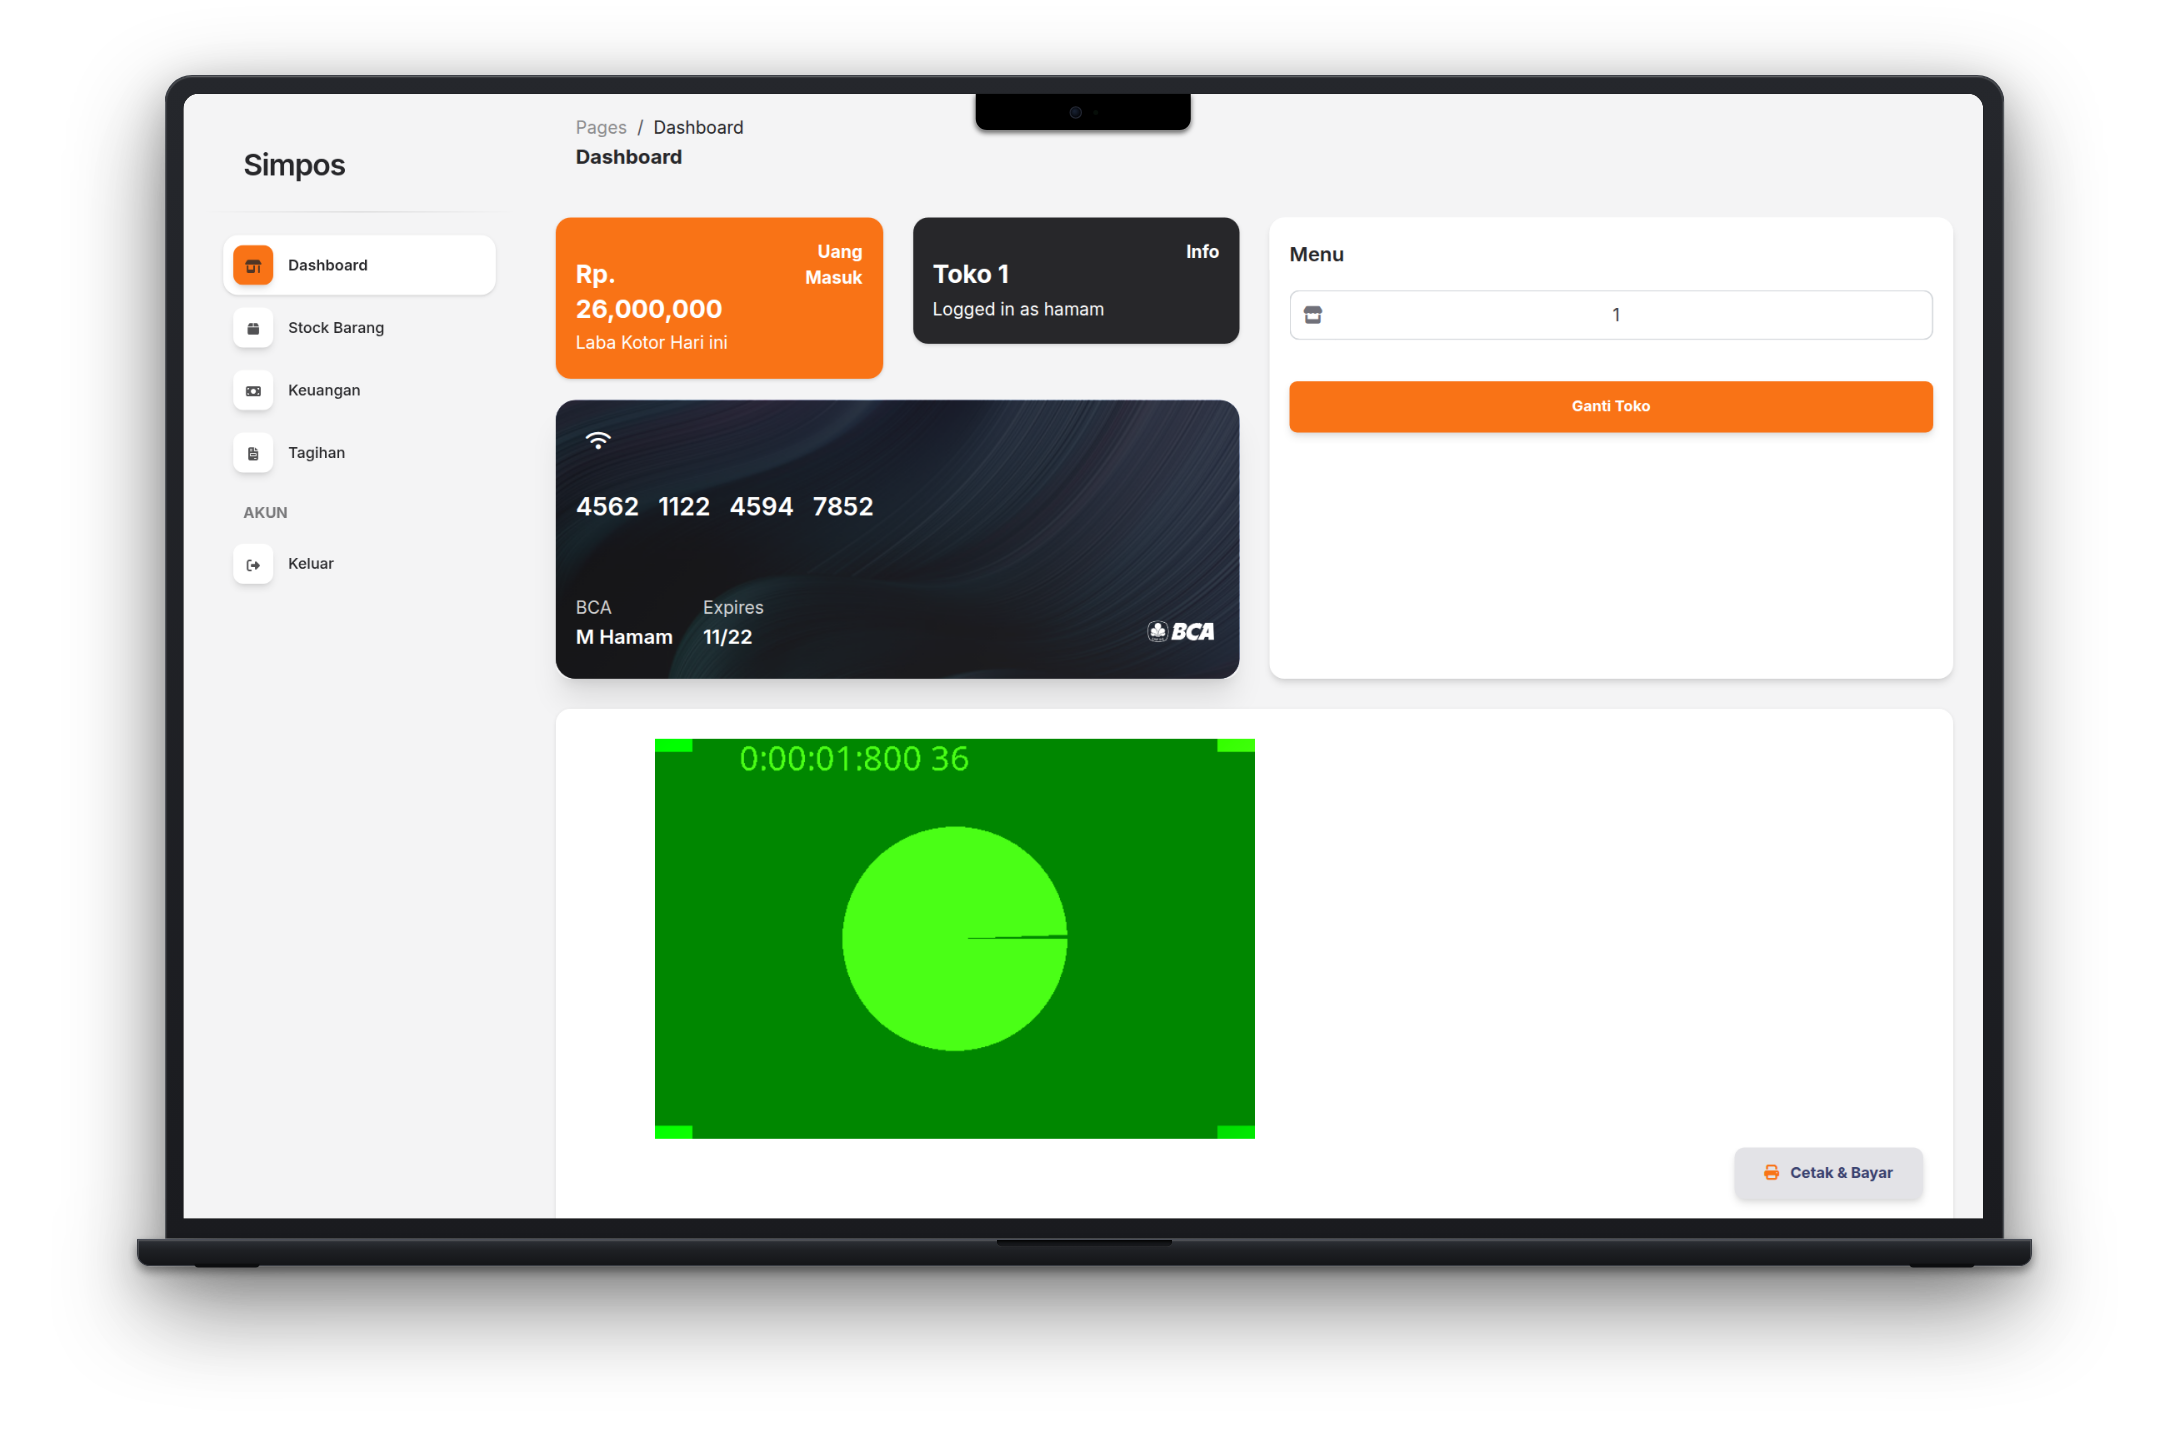 Simpos
Dashboard
Stock Barang
Keuangan
Tagihan
AKUN
Keluar
Pages / Dashboard
Dashboard
Uang
Masuk
Rp.
26,000,000
Laba Kotor Hari ini
Info
Toko 1
Logged in as hamam
4562 1122 4594 7852
BCA
M Hamam
Expires
11/22
BCA
Menu
1
Ganti Toko
0:00:01:800 36
Cetak & Bayar